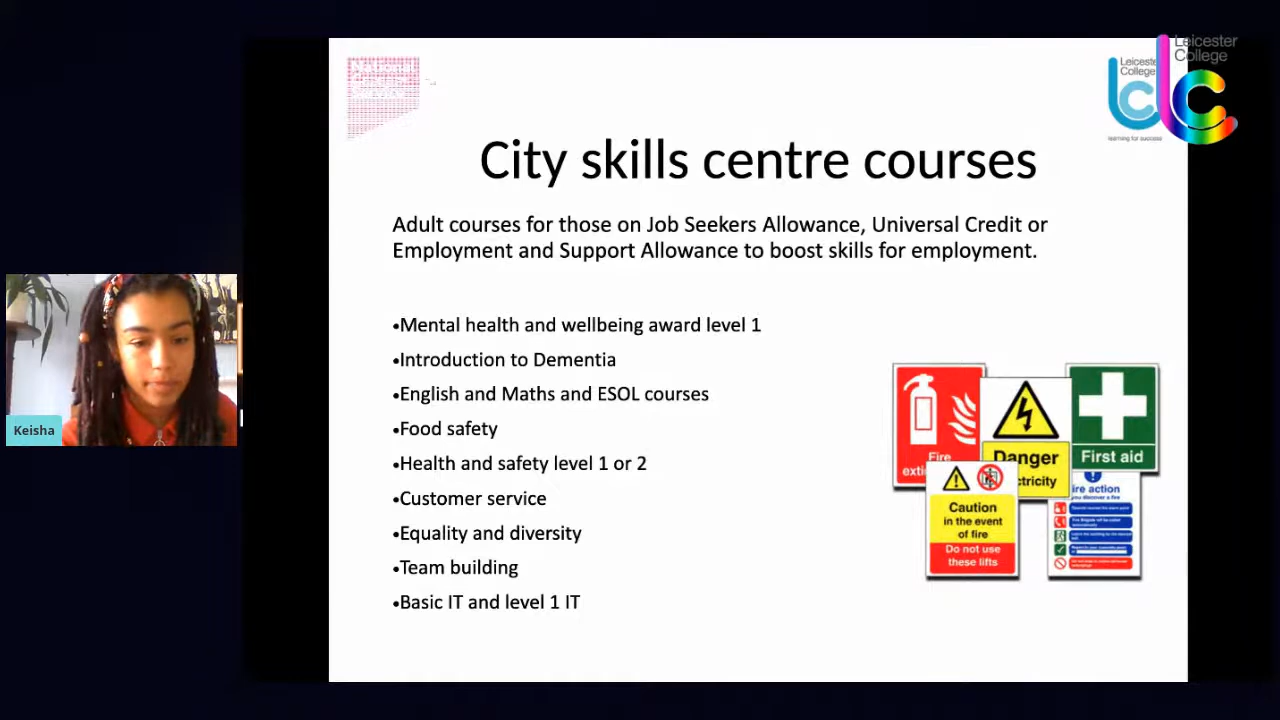 Leicester
College
Leicester
College
learning for success
City skills centre courses
Adult courses for those on Job Seekers Allowance, Universal Credit or
Employment and Support Allowance to boost skills for employment.
•Mental health and wellbeing award level 1
•Introduction to Dementia
•English and Maths and ESOL courses
•Food safety
•Health and safety level 1 or 2
•Customer service
•Equality and diversity
•Team building
•Basic IT and level 1 IT
Keisha
Fire
Danger
First aid
Caution
in the event
of fire
Do not use
these lifts